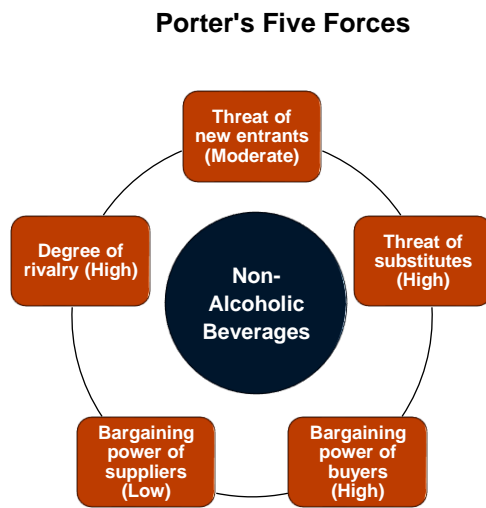 Porter's Five Forces
Threat of
new entrants
(Moderate)
Degree of
rivalry (High)
Threat of
substitutes
(High)
Non-
Alcoholic
Beverages
Bargaining
power of
suppliers
(Low)
Bargaining
power of
buyers
(High)